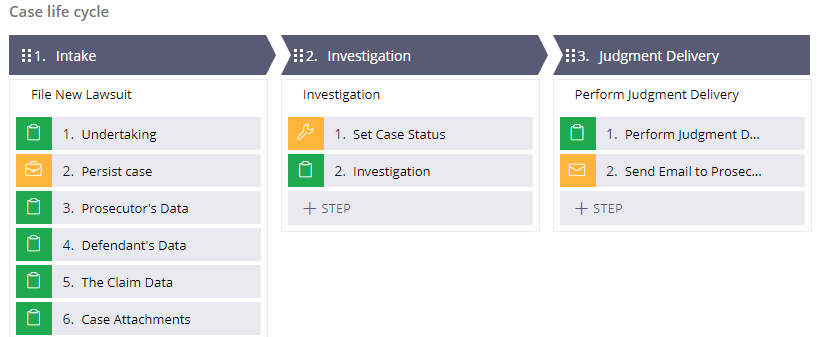 Case life cycle
1. Intake
File New Lawsuit
1. Undertaking
2. Persist case
3. Prosecutor's Data
4. Defendant's Data
5. The Claim Data
6. Case Attachments
2. Investigation
Investigation
1. Set Case Status
2. Investigation
+ STEP
3. Judgment Delivery
Perform Judgment Delivery
1. Perform Judgment D...
2. Send Email to Prosec...
+ STEP